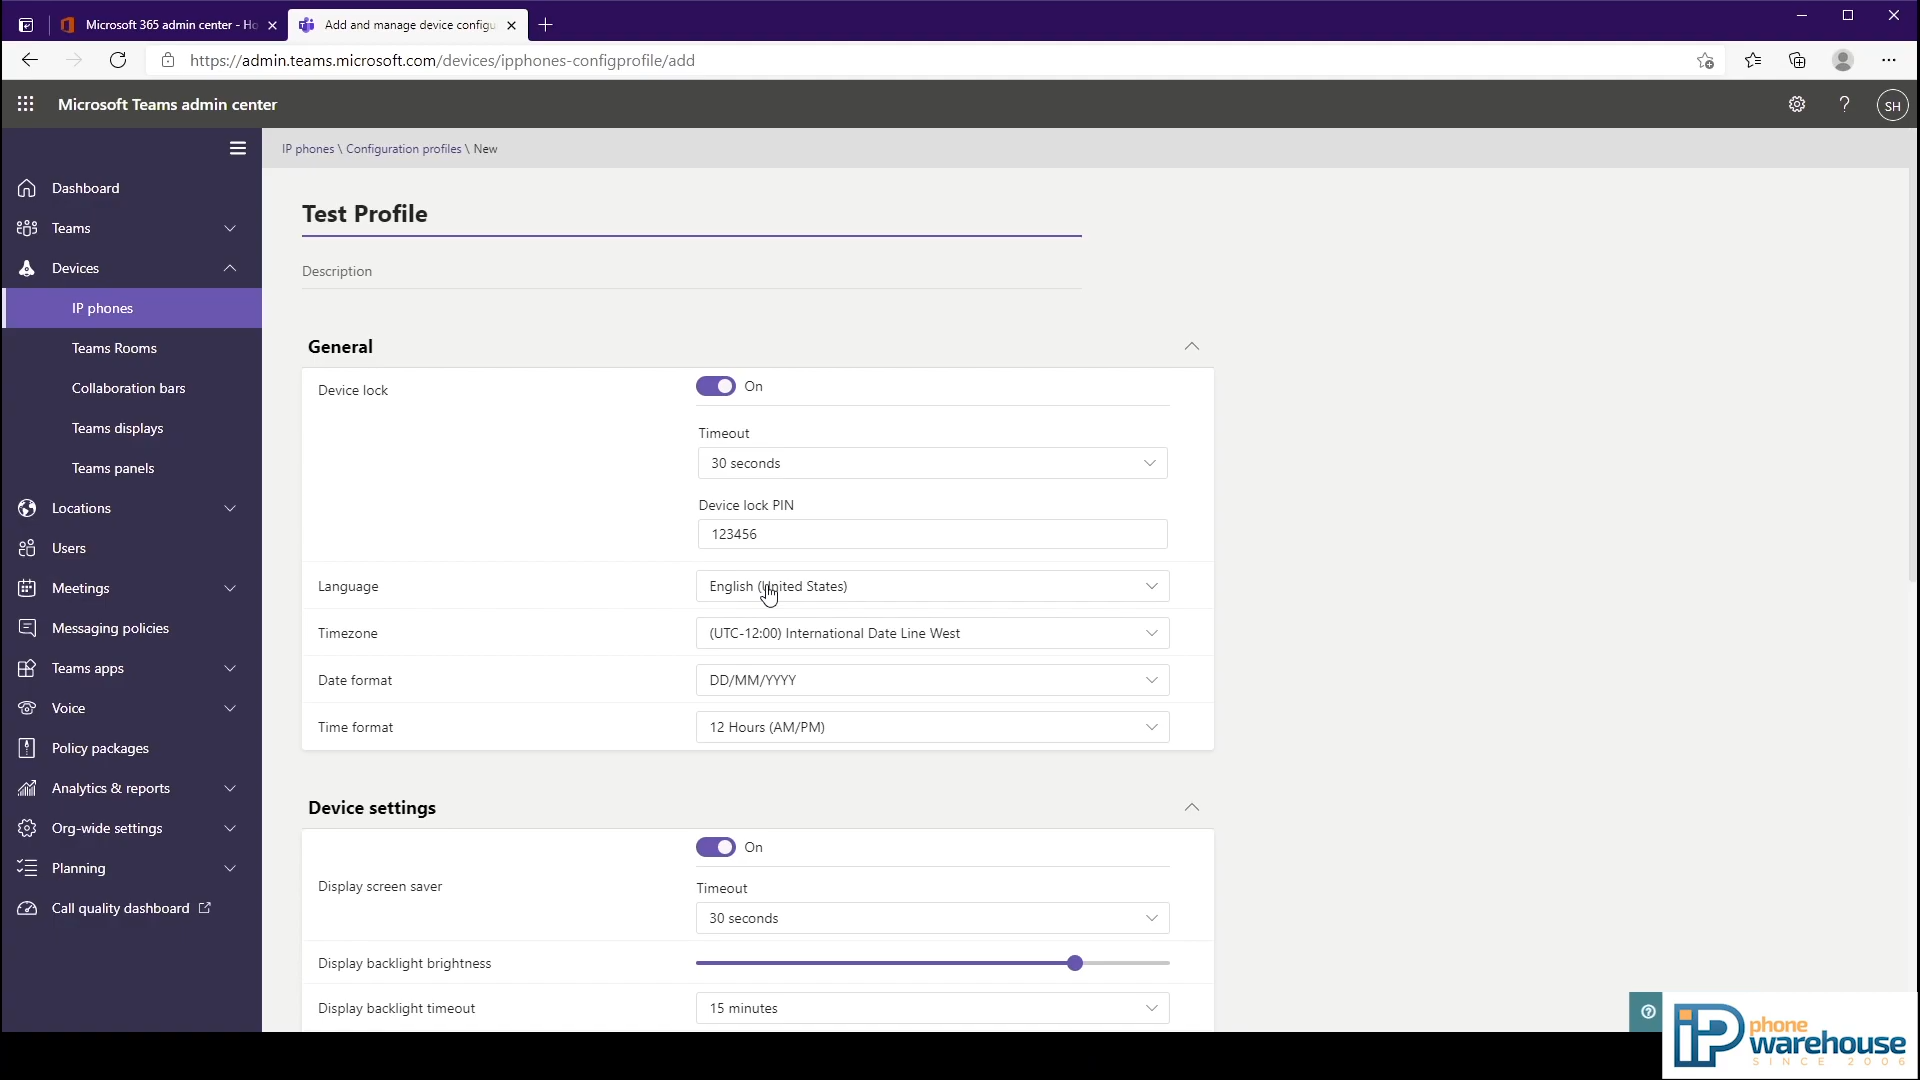 Microsoft 365 admin center - Ho
Add and manage device configu
https://admin.teams.microsoft.com/devices/ipphones-configprofile/add
Microsoft Teams admin center
?
SH
IP phones \ Configuration profiles \ New
Dashboard
Teams
Devices
IP phones
Teams Rooms
Collaboration bars
Teams displays
Teams panels
Locations
Users
Meetings
Messaging policies
Teams apps
Voice
Policy packages
Analytics & reports
Org-wide settings
Planning
Call quality dashboard
Test Profile
Description
General
Device lock
On
Timeout
30 seconds
Device lock PIN
123456
Language
English (United States)
Timezone
(UTC-12:00) International Date Line West
Date format
DD/MM/YYYY
Time format
12 Hours (AM/PM)
Device settings
On
Display screen saver
Timeout
30 seconds
Display backlight brightness
Display backlight timeout
15 minutes
iP phone warehouse
SINCE 2006